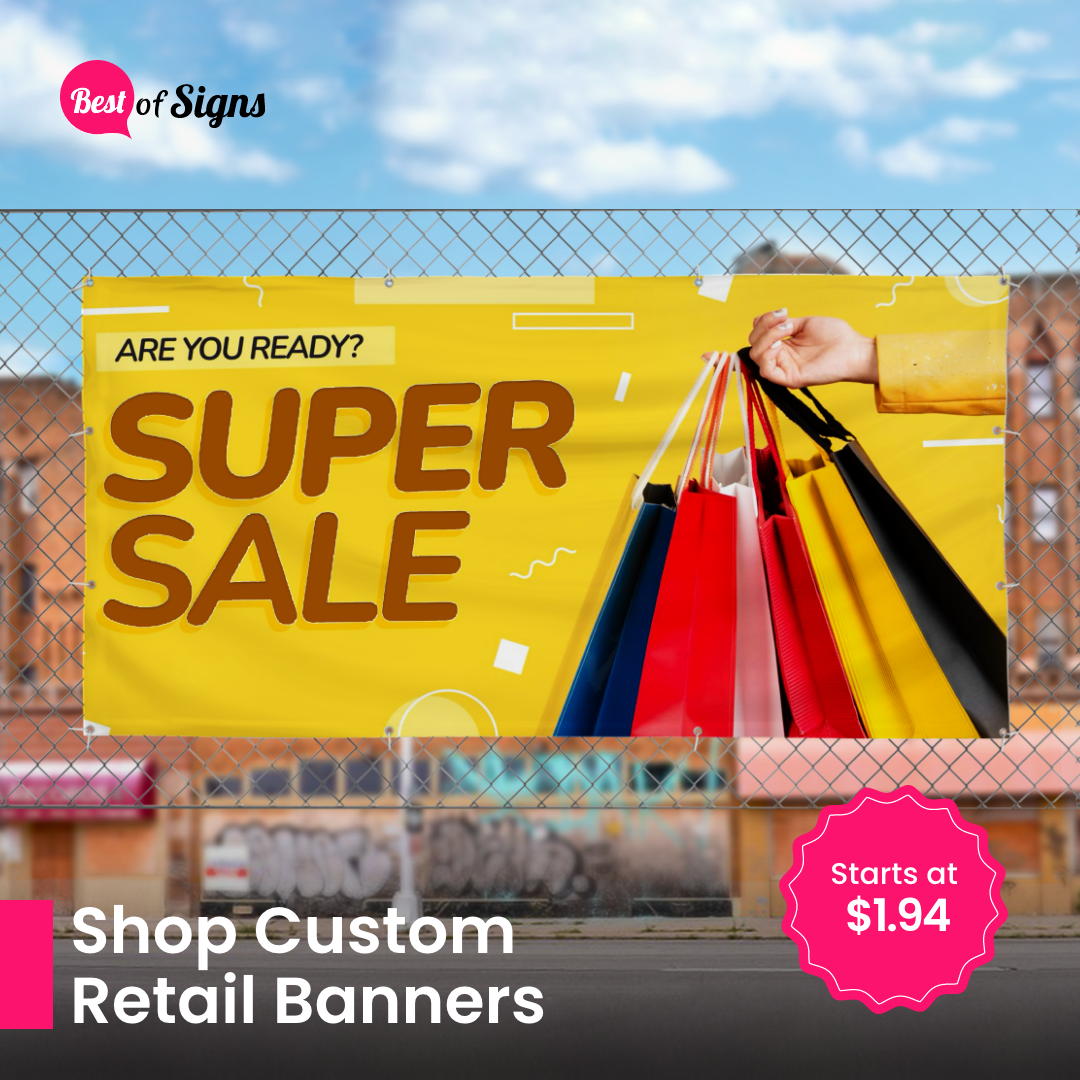 Best of Signs
ARE YOU READY?
SUPER
SALE
Starts at
$1.94
Shop Custom
Retail Banners